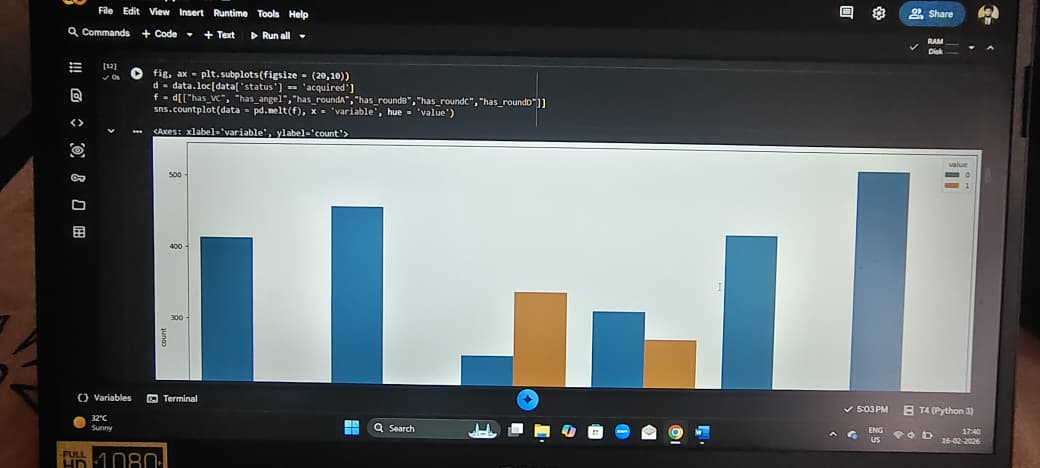 File Edit View Insert Runtime Tools Help
Share
Commands + Code + Text Run all
RAM
Disk
[12]
0s
fig, ax = plt.subplots(figsize = (20,10))
d = data.loc[data['status'] == 'acquired']
f = d[["has_VC", "has_angel","has_roundA","has_roundB","has_roundC","has_roundD"]]
sns.countplot(data = pd.melt(f), x = 'variable', hue = 'value')
<Axes: xlabel='variable', ylabel='count'>
value
0
1
500
400
300
count
{} Variables Terminal
5:03 PM T4 (Python 3)
32°C
Sunny
Search
ENG
US
17:40
16-02-2026
FULL
HD 1080